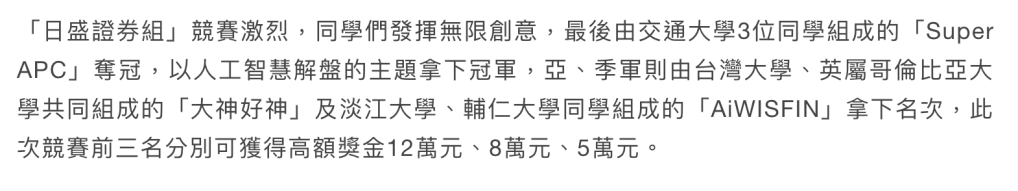 「日盛證券組」競賽激烈，同學們發揮無限創意，最後由交通大學3位同學組成的「Super
APC」奪冠，以人工智慧解盤的主題拿下冠軍，亞、季軍則由台灣大學、英屬哥倫比亞大
學共同組成的「大神好神」及淡江大學、輔仁大學同學組成的「AiWISFIN」拿下名次，此
次競賽前三名分別可獲得高額獎金12萬元、8萬元、5萬元。